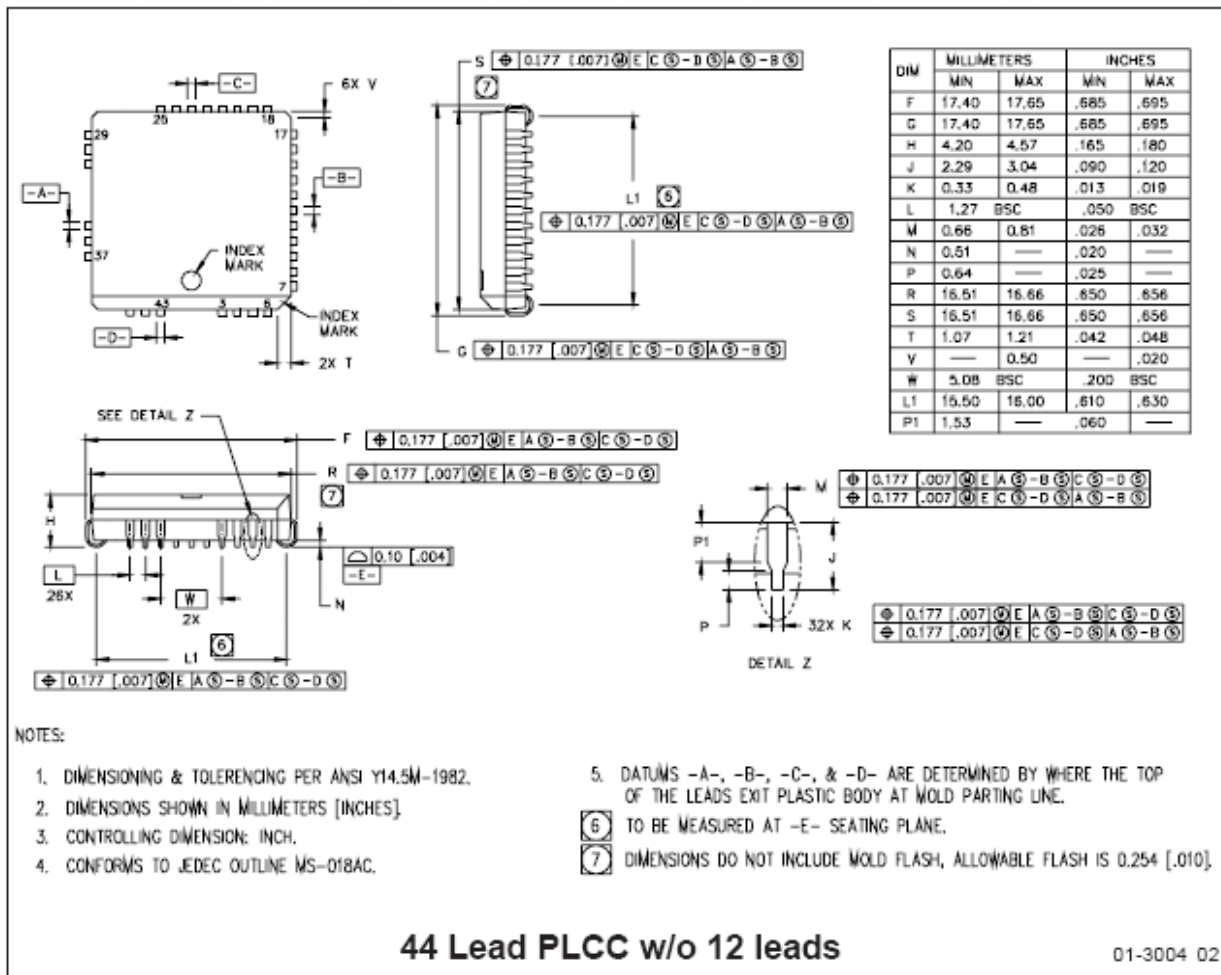 -C-
6X V
25
18
29
17
-A-
-B-
37
INDEX
MARK
7
43
3
6
-D-
INDEX
MARK
2X T
S ⌖ 0.177 [.007] Ⓜ E C Ⓢ-D Ⓢ A Ⓢ-B Ⓢ
7
L1 6
⌖ 0.177 [.007] Ⓜ E C Ⓢ-D Ⓢ A Ⓢ-B Ⓢ
G ⌖ 0.177 [.007] Ⓜ E C Ⓢ-D Ⓢ A Ⓢ-B Ⓢ
DIM MILLIMETERS INCHES
MIN MAX MIN MAX
F 17.40 17.65 .685 .695
G 17.40 17.65 .685 .695
H 4.20 4.57 .165 .180
J 2.29 3.04 .090 .120
K 0.33 0.48 .013 .019
L 1.27 BSC .050 BSC
M 0.66 0.81 .026 .032
N 0.51 — .020 —
P 0.64 — .025 —
R 16.51 16.66 .650 .656
S 16.51 16.66 .650 .656
T 1.07 1.21 .042 .048
V — 0.50 — .020
W 5.08 BSC .200 BSC
L1 15.50 16.00 .610 .630
P1 1.53 — .060 —
SEE DETAIL Z
F ⌖ 0.177 [.007] Ⓜ E A Ⓢ-B Ⓢ C Ⓢ-D Ⓢ
R ⌖ 0.177 [.007] Ⓜ E A Ⓢ-B Ⓢ C Ⓢ-D Ⓢ
7
H
⌓ 0.10 [.004]
-E-
L
26X
W
2X
N
L1 6
⌖ 0.177 [.007] Ⓜ E A Ⓢ-B Ⓢ C Ⓢ-D Ⓢ
M ⌖ 0.177 [.007] Ⓜ E A Ⓢ-B Ⓢ C Ⓢ-D Ⓢ
⌖ 0.177 [.007] Ⓜ E C Ⓢ-D Ⓢ A Ⓢ-B Ⓢ
P1
J
P
32X K
⌖ 0.177 [.007] Ⓜ E A Ⓢ-B Ⓢ C Ⓢ-D Ⓢ
⌖ 0.177 [.007] Ⓜ E C Ⓢ-D Ⓢ A Ⓢ-B Ⓢ
DETAIL Z
NOTES:
1. DIMENSIONING & TOLERENCING PER ANSI Y14.5M-1982.
2. DIMENSIONS SHOWN IN MILLIMETERS [INCHES].
3. CONTROLLING DIMENSION: INCH.
4. CONFORMS TO JEDEC OUTLINE MS-018AC.
5. DATUMS -A-, -B-, -C-, & -D- ARE DETERMINED BY WHERE THE TOP
OF THE LEADS EXIT PLASTIC BODY AT MOLD PARTING LINE.
6 TO BE MEASURED AT -E- SEATING PLANE.
7 DIMENSIONS DO NOT INCLUDE MOLD FLASH, ALLOWABLE FLASH IS 0.254 [.010].
44 Lead PLCC w/o 12 leads
01-3004 02